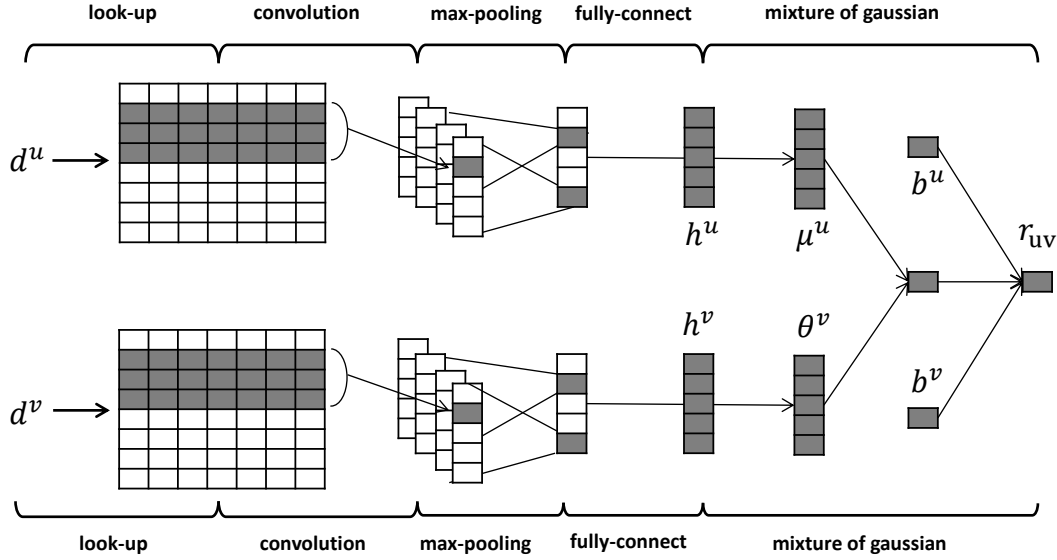 look-up convolution max-pooling fully-connect mixture of gaussian
d^u
h^u μ^u b^u
r_uv
h^v θ^v
d^v b^v
look-up convolution max-pooling fully-connect mixture of gaussian